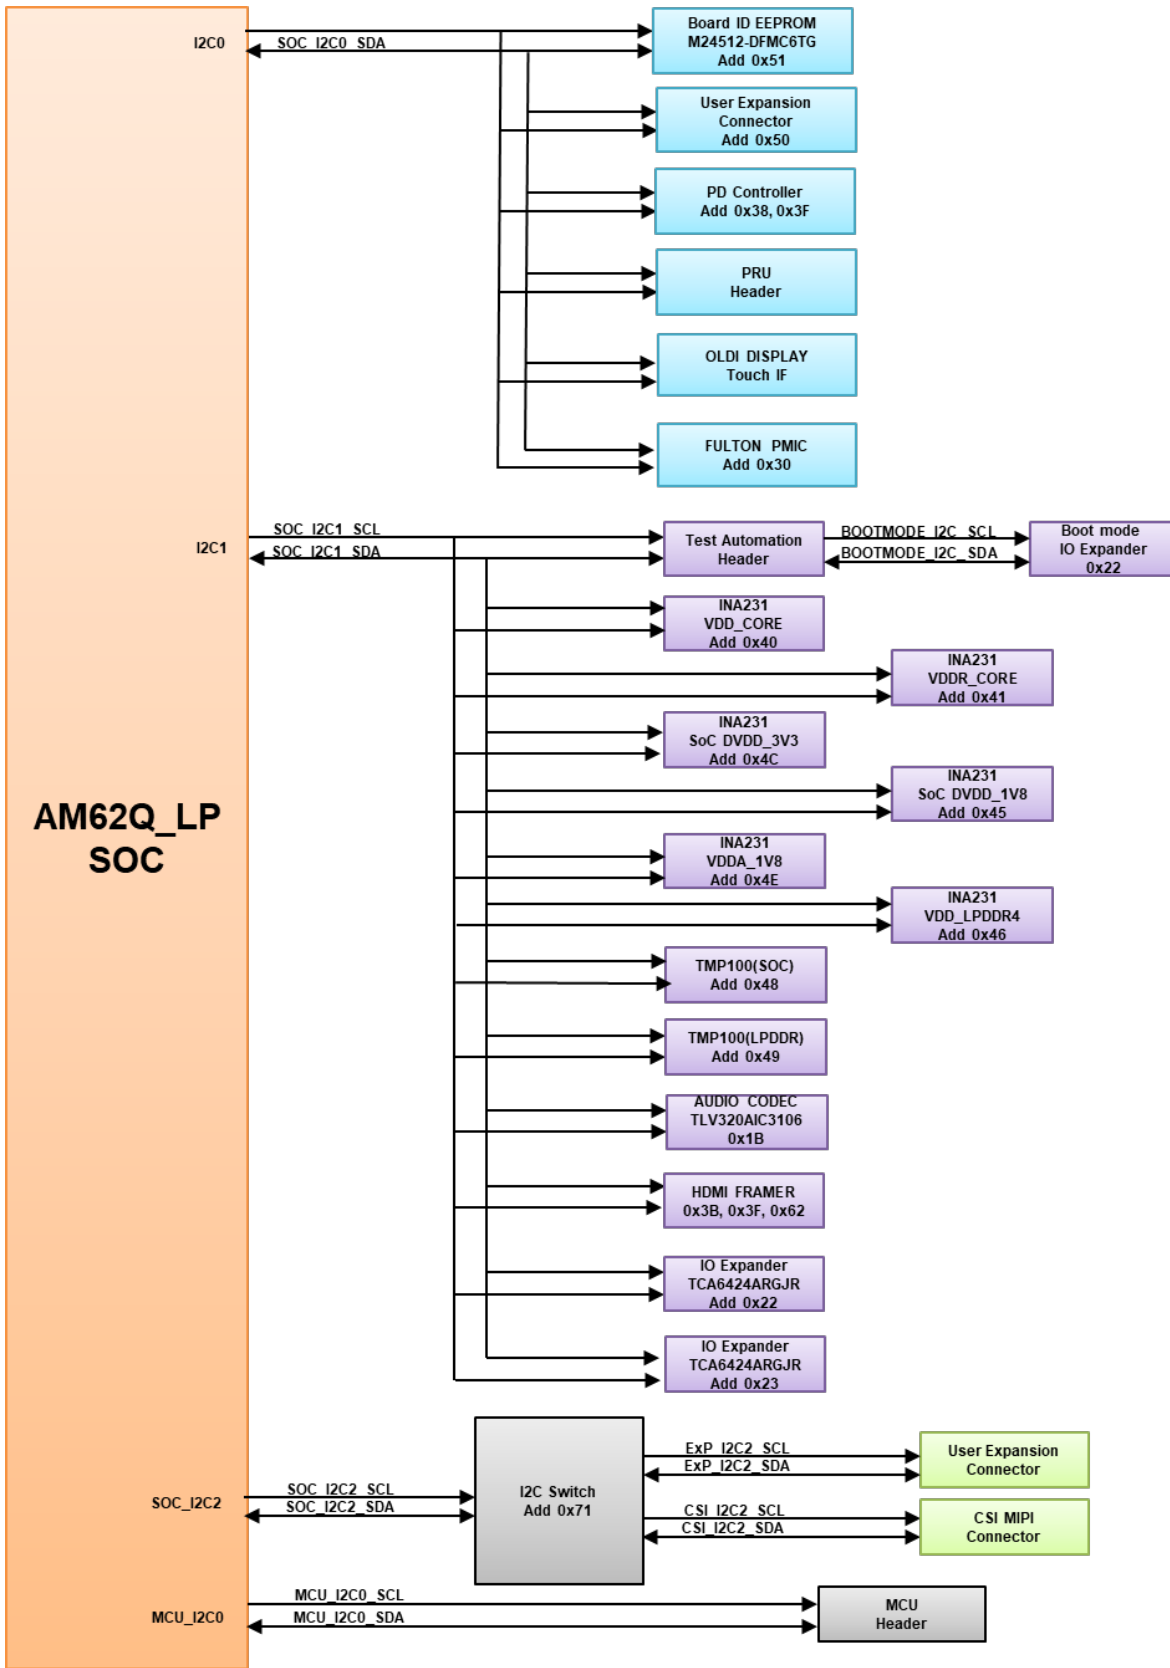 I2C0
SOC_I2C0_SDA
Board ID EEPROM
M24512-DFMC6TG
Add 0x51
User Expansion
Connector
Add 0x50
PD Controller
Add 0x38, 0x3F
PRU
Header
OLDI DISPLAY
Touch IF
FULTON PMIC
Add 0x30
I2C1
SOC_I2C1_SCL
SOC_I2C1_SDA
Test Automation
Header
BOOTMODE_I2C_SCL
BOOTMODE_I2C_SDA
Boot mode
IO Expander
0x22
INA231
VDD_CORE
Add 0x40
INA231
VDDR_CORE
Add 0x41
INA231
SoC DVDD_3V3
Add 0x4C
INA231
SoC DVDD_1V8
Add 0x45
AM62Q_LP
SOC
INA231
VDDA_1V8
Add 0x4E
INA231
VDD_LPDDR4
Add 0x46
TMP100(SOC)
Add 0x48
TMP100(LPDDR)
Add 0x49
AUDIO CODEC
TLV320AIC3106
0x1B
HDMI FRAMER
0x3B, 0x3F, 0x62
IO Expander
TCA6424ARGJR
Add 0x22
IO Expander
TCA6424ARGJR
Add 0x23
SOC_I2C2
SOC_I2C2_SCL
SOC_I2C2_SDA
I2C Switch
Add 0x71
ExP_I2C2_SCL
ExP_I2C2_SDA
User Expansion
Connector
CSI_I2C2_SCL
CSI_I2C2_SDA
CSI MIPI
Connector
MCU_I2C0
MCU_I2C0_SCL
MCU_I2C0_SDA
MCU
Header